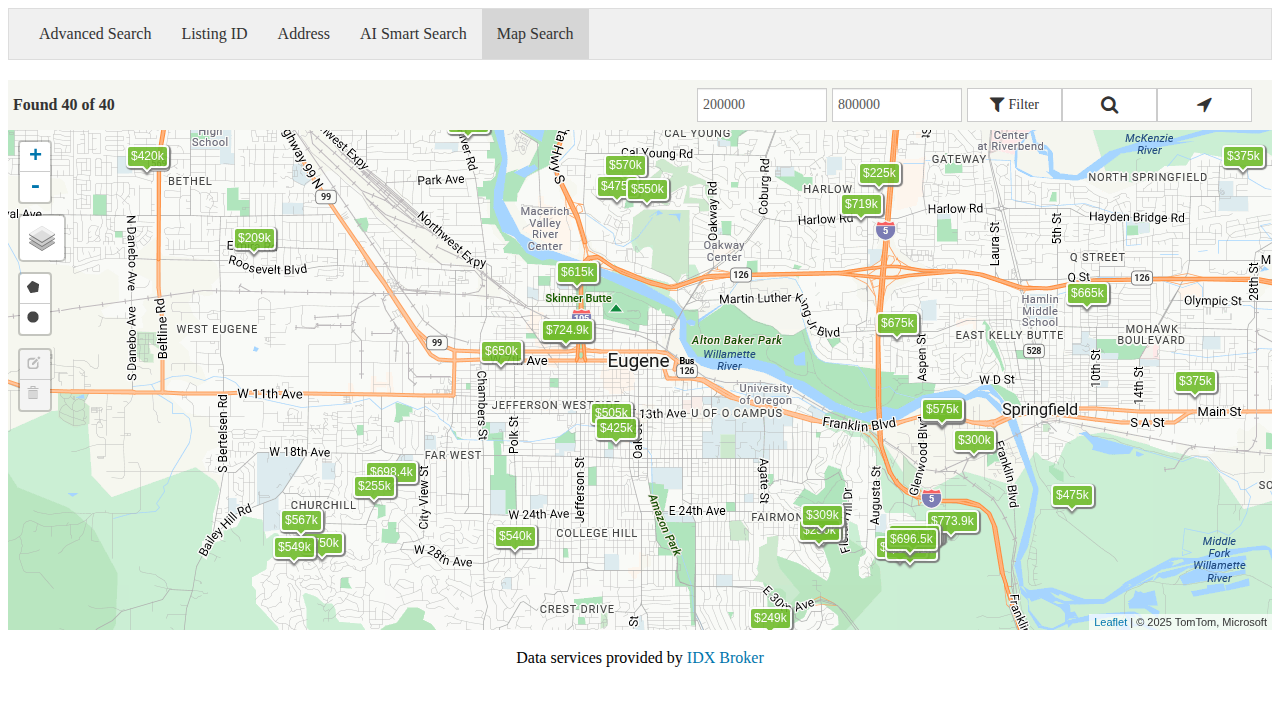 Advanced Search
Listing ID
Address
AI Smart Search
Map Search
Found 40 of 40
200000
800000
Filter
+
-
CAL YOUNG
Center
at Riverbend
McKenzie
River
High
School
$420k
BETHEL
Park Ave
Cal Young Rd
$570k
$550k
$225k
GATEWAY
$375k
NORTH SPRINGFIELD
HARLOW
$719k
Harlow Rd
Harlow Rd
Hayden Bridge Rd
99
Macerich
Valley
River
Center
Oakway Rd
Coburg Rd
5
Laura St
5th St
Northwest Expy
N Danebo Ave
$209k
Roosevelt Blvd
Oakway
Center
Q STREET
126
Q St
126
28th St
$615k
Skinner Butte
Martin Luther King Jr Blvd
$665k
Olympic St
Hamlin
Middle
School
WEST EUGENE
Beltline Rd
S Danebo Ave
99
$724.9k
$675k
EAST KELLY BUTTE
MOHAWK
BOULEVARD
Alton Baker Park
Willamette
River
528
$650k
Ave
Eugene
Bus
126
Aspen St
10th St
14th St
W D St
$375k
W 11th Ave
Chambers St
University
of Oregon
Springfield
Main St
S A St
$505k
$425k
13th Ave
U OF O CAMPUS
Franklin Blvd
$575k
$300k
S Bertelsen Rd
Polk St
W 18th Ave
FAR WEST
$698.4k
$255k
City View St
Jefferson St
Agate St
Augusta St
Glenwood Blvd
Franklin Blvd
5
$475k
CHURCHILL
$567k
Bailey Hill Rd
W 24th Ave
Amazon Park
E 24th Ave
$309k
$773.9k
$549k
$540k
COLLEGE HILL
$696.5k
W 28th Ave
Middle
Fork
Willamette
River
E 30th Ave
CREST DRIVE
$249k
St
Leaflet | © 2025 TomTom, Microsoft
Data services provided by IDX Broker